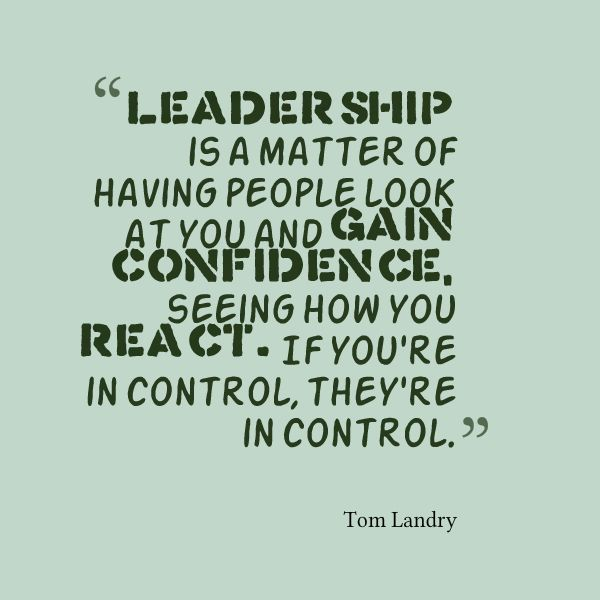 “LEADERSHIP
IS A MATTER OF
HAVING PEOPLE LOOK
AT YOU AND GAIN
CONFIDENCE,
SEEING HOW YOU
REACT. IF YOU'RE
IN CONTROL, THEY'RE
IN CONTROL.”
Tom Landry